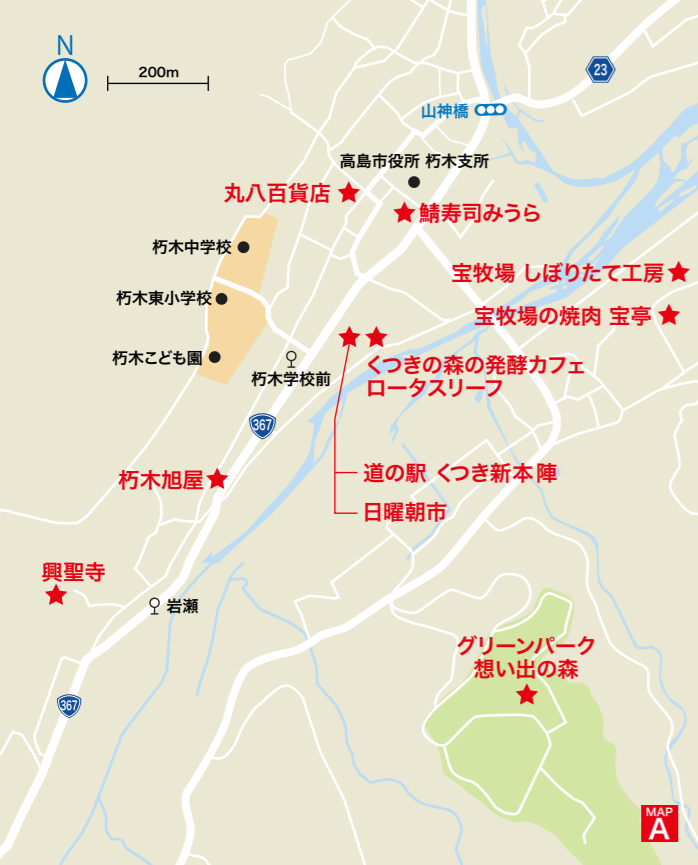 N
200m
23
山神橋
高島市役所 朽木支所
丸八百貨店
鯖寿司みうら
朽木中学校
宝牧場 しぼりたて工房
朽木東小学校
宝牧場の焼肉 宝亭
朽木こども園
朽木学校前
くつきの森の発酵カフェ
ロータスリーフ
367
朽木旭屋
道の駅 くつき新本陣
日曜朝市
興聖寺
岩瀬
グリーンパーク
想い出の森
367
MAP
A